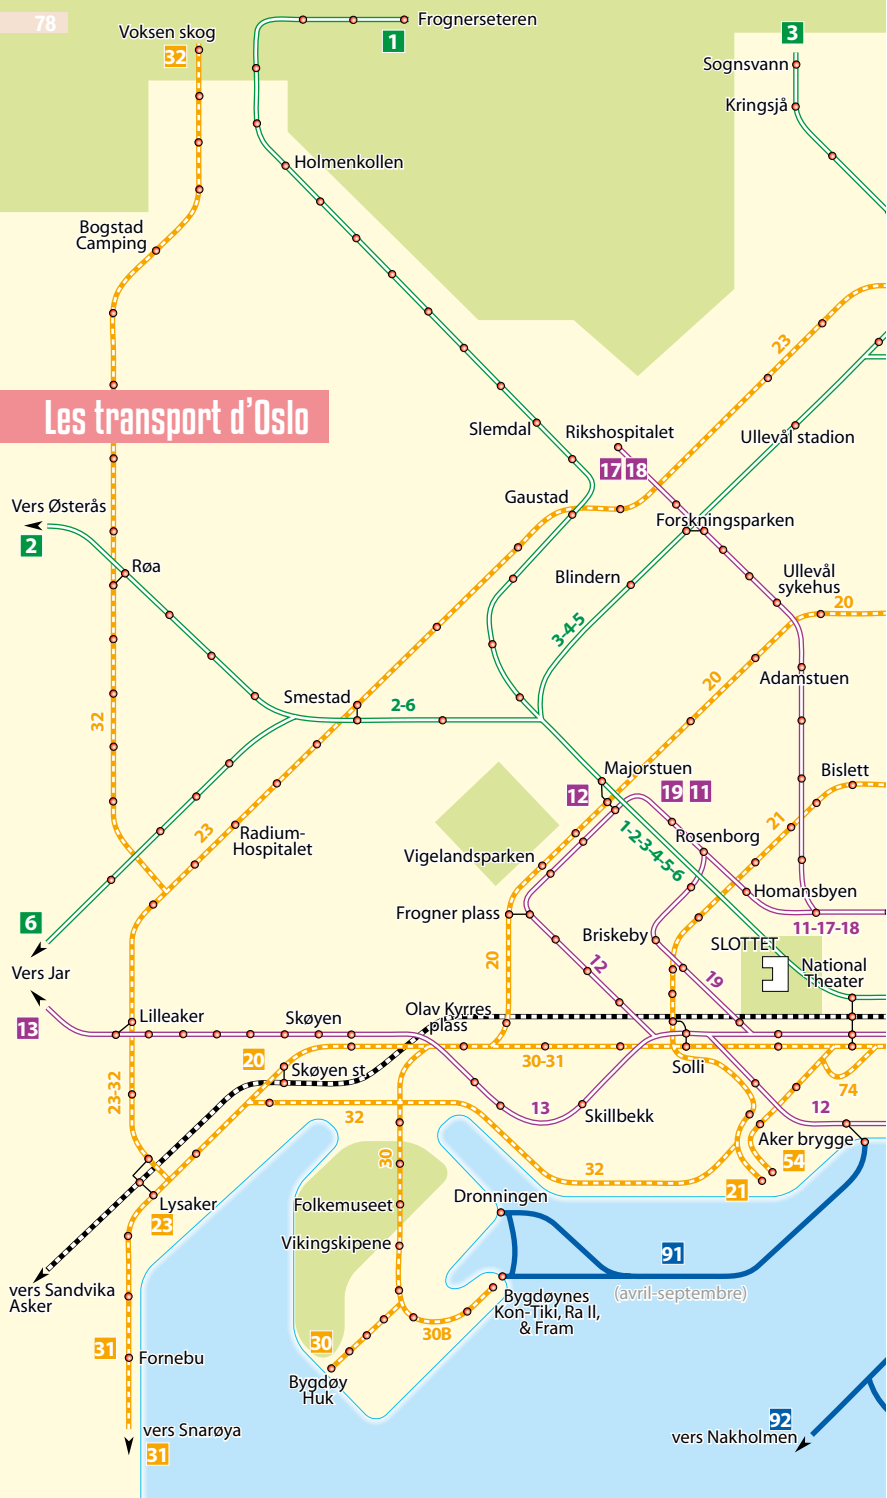 78
Voksen skog
32
Frognerseteren
1
3
Sognsvann
Kringsjå
Holmenkollen
Bogstad
Camping
23
Les transport d'Oslo
Slemdal
Rikshospitalet
17 18
Ullevål stadion
Gaustad
Vers Østerås
2
Forskningsparken
Røa
Blindern
Ullevål
sykehus
20
3-4-5
20
Adamstuen
Smestad
2-6
32
Majorstuen
12
19 11
Bislett
21
23
Radium-
Hospitalet
1-2-3-4-5-6
Rosenborg
Vigelandsparken
Homansbyen
Frogner plass
11-17-18
6
Briskeby
SLOTTET
20
12
19
National
Theater
Vers Jar
13
Lilleaker
Skøyen
Olav Kyrres
plass
20
Skøyen st
30-31
Solli
23-32
32
13
Skillbekk
74
12
Aker brygge
30
32
54
21
Lysaker
23
Folkemuseet
Dronningen
Vikingskipene
91
(avril-septembre)
vers Sandvika
Asker
Bygdøynes
Kon-Tiki, Ra II,
& Fram
30B
30
31
Fornebu
Bygdøy
Huk
vers Snarøya
31
92
vers Nakholmen